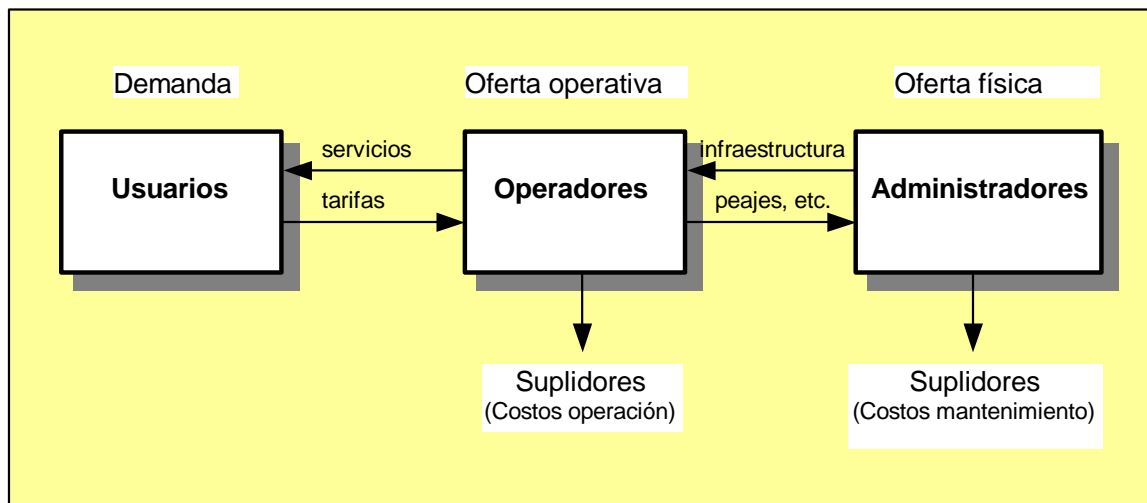 Demanda
Oferta operativa
Oferta física
Usuarios
servicios
tarifas
Operadores
infraestructura
peajes, etc.
Administradores
Suplidores
(Costos operación)
Suplidores
(Costos mantenimiento)